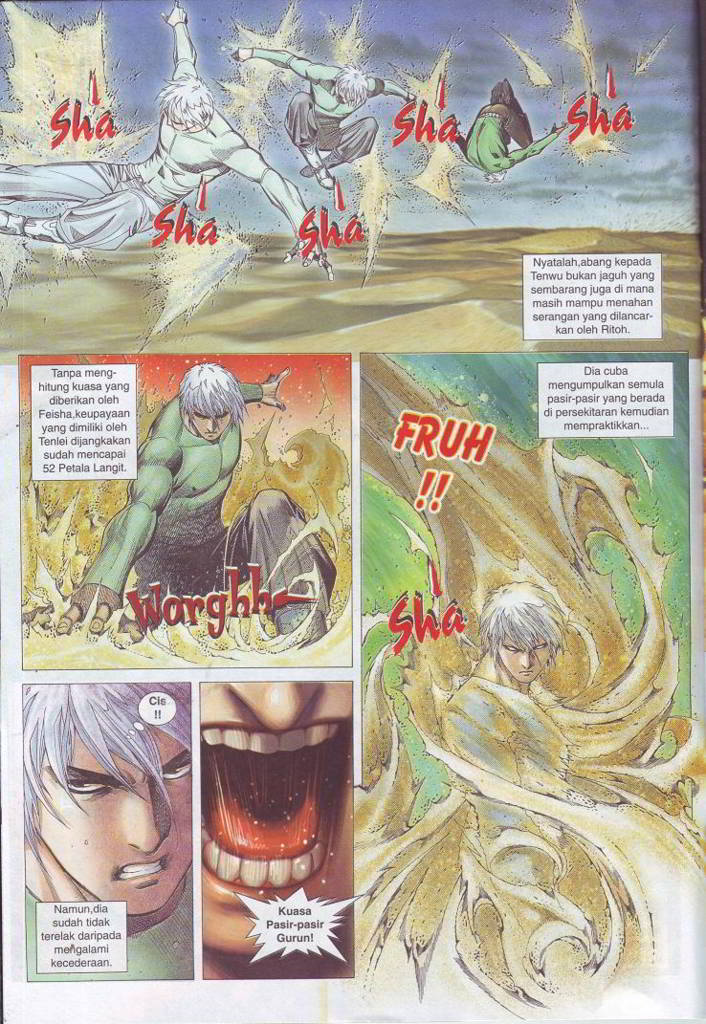 Sha
Sha
Sha
Sha
Sha
Nyatalah,abang kepada
Tenwu bukan jaguh yang
sembarang juga di mana
masih mampu menahan
serangan yang dilancar-
kan oleh Ritoh.
Tanpa meng-
hitung kuasa yang
diberikan oleh
Feisha,keupayaan
yang dimiliki oleh
Tenlei dijangkakan
sudah mencapai
52 Petala Langit.
Worghh
Dia cuba
mengumpulkan semula
pasir-pasir yang berada
di persekitaran kemudian
mempraktikkan...
FRUH
!!
Sha
Cis
!!
Namun,dia
sudah tidak
terelak daripada
mengalami
kecederaan.
Kuasa
Pasir-pasir
Gurun!